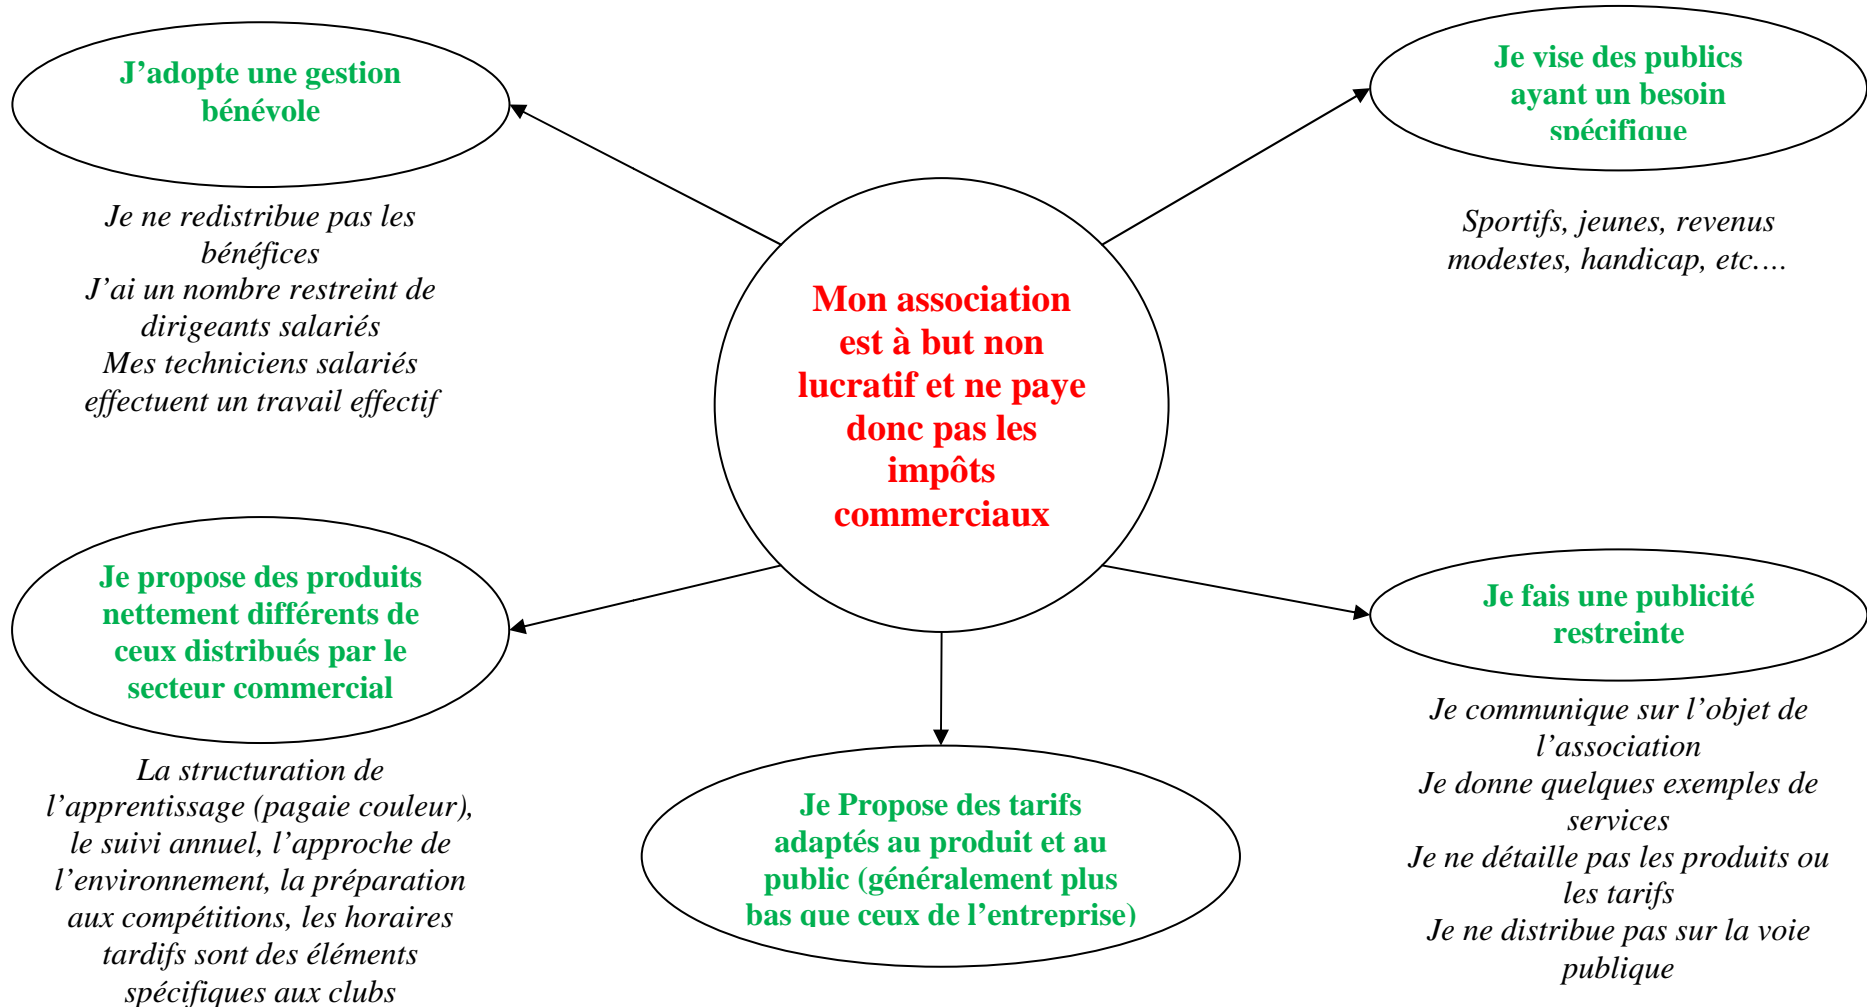 J’adopte une gestion
bénévole
Je ne redistribue pas les
bénéfices
J’ai un nombre restreint de
dirigeants salariés
Mes techniciens salariés
effectuent un travail effectif
Je vise des publics
ayant un besoin
spécifique
Sportifs, jeunes, revenus
modestes, handicap, etc.…
Mon association
est à but non
lucratif et ne paye
donc pas les
impôts
commerciaux
Je propose des produits
nettement différents de
ceux distribués par le
secteur commercial
La structuration de
l’apprentissage (pagaie couleur),
le suivi annuel, l’approche de
l’environnement, la préparation
aux compétitions, les horaires
tardifs sont des éléments
spécifiques aux clubs
Je Propose des tarifs
adaptés au produit et au
public (généralement plus
bas que ceux de l’entreprise)
Je fais une publicité
restreinte
Je communique sur l’objet de
l’association
Je donne quelques exemples de
services
Je ne détaille pas les produits ou
les tarifs
Je ne distribue pas sur la voie
publique